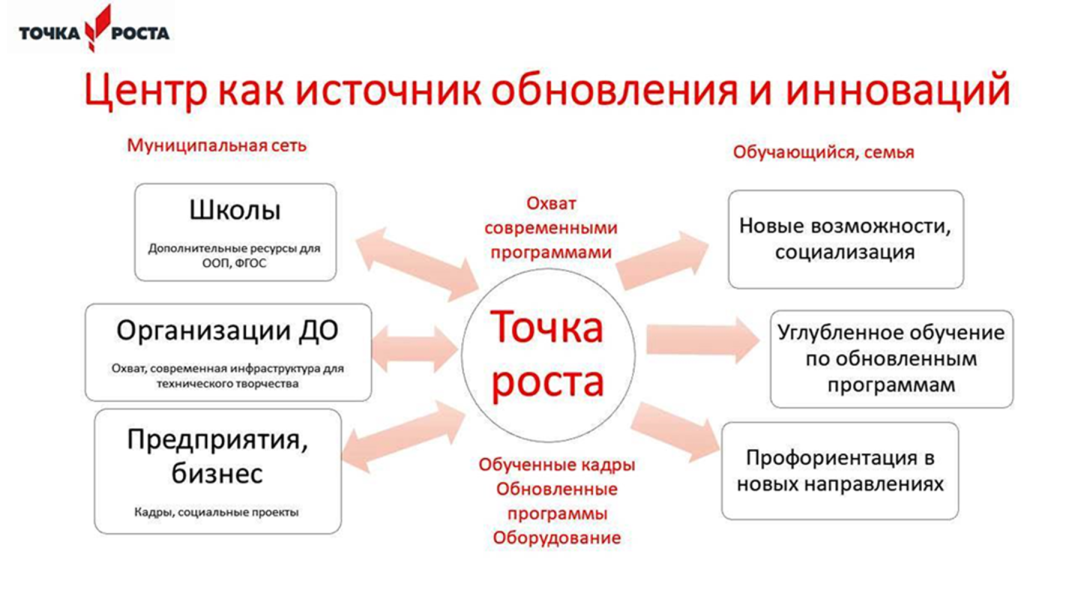 ТОЧКА РОСТА
Центр как источник обновления и инноваций
Муниципальная сеть
Школы
Дополнительные ресурсы для
ООП, ФГОС
Организации ДО
Охват, современная инфраструктура для
технического творчества
Предприятия,
бизнес
Кадры, социальные проекты
Охват
современными
программами
Точка
роста
Обученные кадры
Обновленные
программы
Оборудование
Обучающийся, семья
Новые возможности,
социализация
Углубленное обучение
по обновленным
программам
Профориентация в
новых направлениях